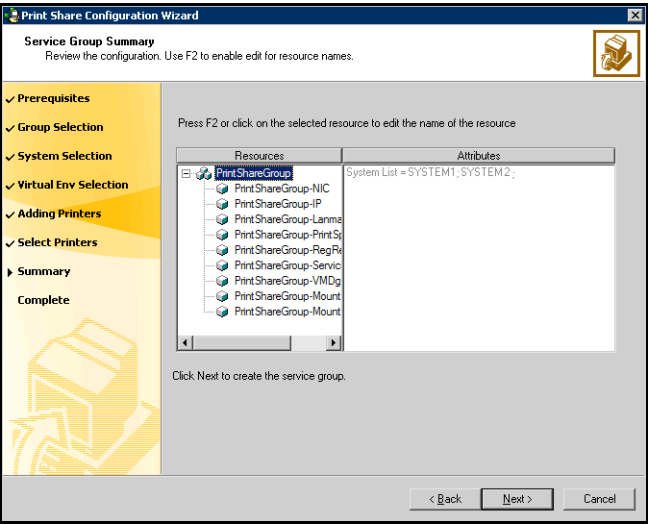 Print Share Configuration Wizard
Service Group Summary
Review the configuration. Use F2 to enable edit for resource names.
Prerequisites
Group Selection
System Selection
Virtual Env Selection
Adding Printers
Select Printers
Summary
Complete
Press F2 or click on the selected resource to edit the name of the resource
Resources Attributes
PrintShareGroup System List = SYSTEM1; SYSTEM2 ;
PrintShareGroup-NIC
PrintShareGroup-IP
PrintShareGroup-Lanma
PrintShareGroup-PrintSp
PrintShareGroup-RegRe
PrintShareGroup-Servic
PrintShareGroup-VMDg
PrintShareGroup-Mount
PrintShareGroup-Mount
Click Next to create the service group.
< Back Next > Cancel